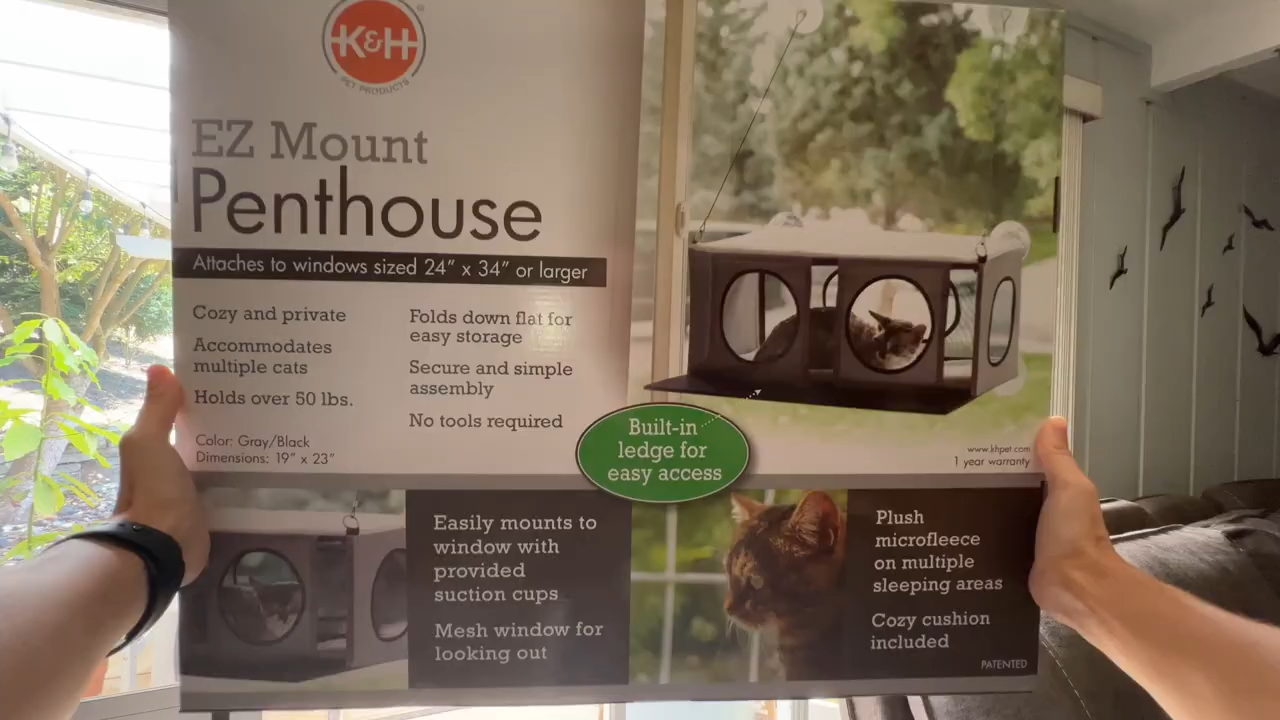 K&H
PET PRODUCTS
EZ Mount
Penthouse
Attaches to windows sized 24" x 34" or larger
Cozy and private
Accommodates
multiple cats
Holds over 50 lbs.
Folds down flat for
easy storage
Secure and simple
assembly
No tools required
Color: Gray/Black
Dimensions: 19" x 23"
Built-in
ledge for
easy access
www.khpet.com
1 year warranty
Easily mounts to
window with
provided
suction cups
Mesh window for
looking out
Plush
microfleece
on multiple
sleeping areas
Cozy cushion
included
PATENTED